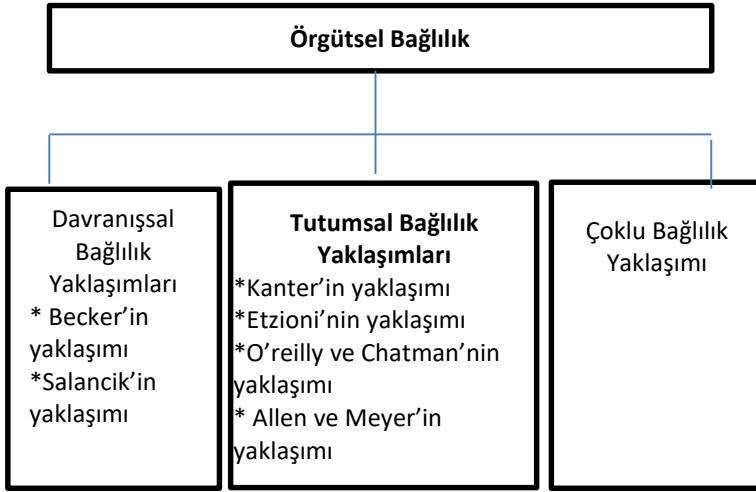 Örgütsel Bağlılık
Davranışsal
Bağlılık
Yaklaşımları
* Becker’in
yaklaşımı
*Salancik’in
yaklaşımı
Tutumsal Bağlılık
Yaklaşımları
*Kanter’in yaklaşımı
*Etzioni’nin yaklaşımı
*O’reilly ve Chatman’nin
yaklaşımı
* Allen ve Meyer’in
yaklaşımı
Çoklu Bağlılık
Yaklaşımı